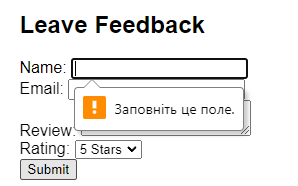 Leave Feedback
Name:
Email:
Заповніть це поле.
Review:
Rating: 5 Stars
Submit